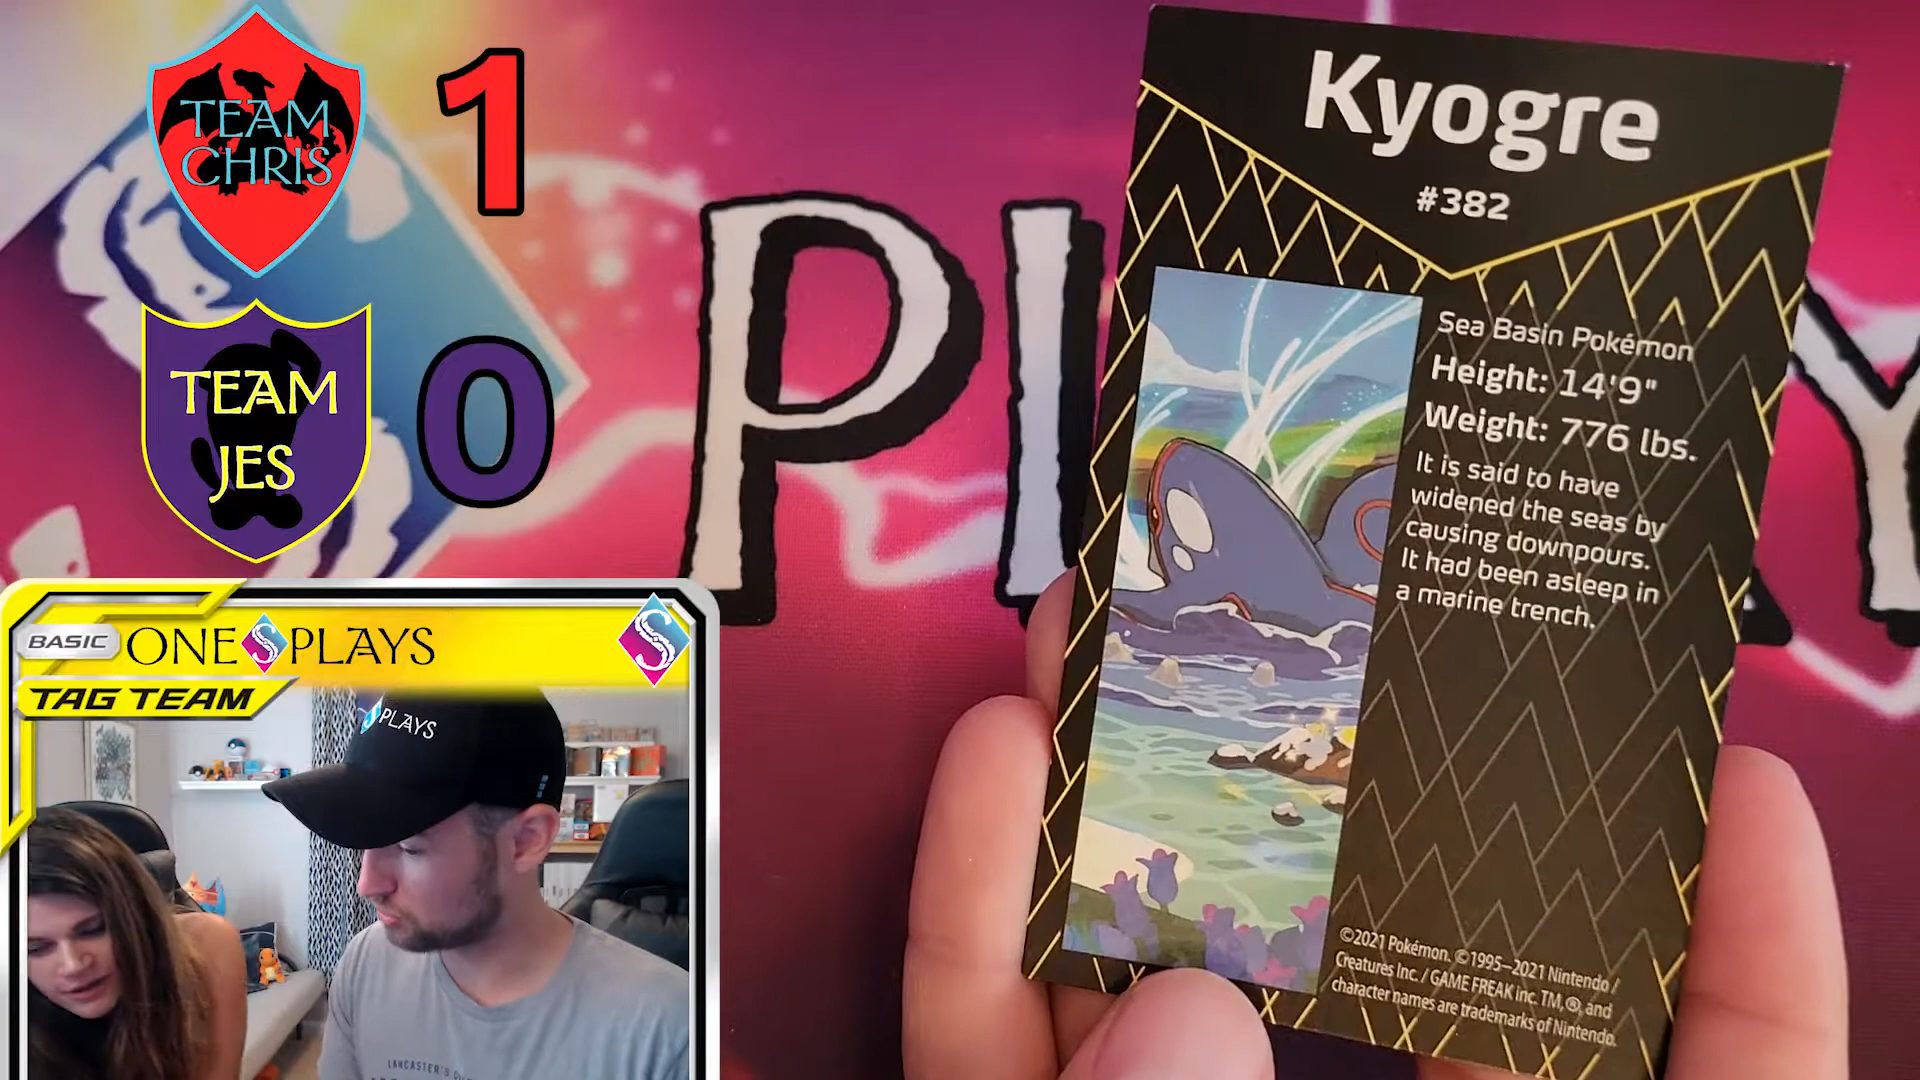 TEAM
CHRIS
1
TEAM
JES
0
BASIC
ONE S PLAYS
S
TAG TEAM
S PLAYS
LANCASTER'S
PL
Kyogre
#382
Sea Basin Pokémon
Height: 14'9"
Weight: 776 lbs.
It is said to have
widened the seas by
causing downpours.
It had been asleep in
a marine trench.
©2021 Pokémon. ©1995–2021 Nintendo /
Creatures Inc. / GAME FREAK inc. TM, ®, and
character names are trademarks of Nintendo.